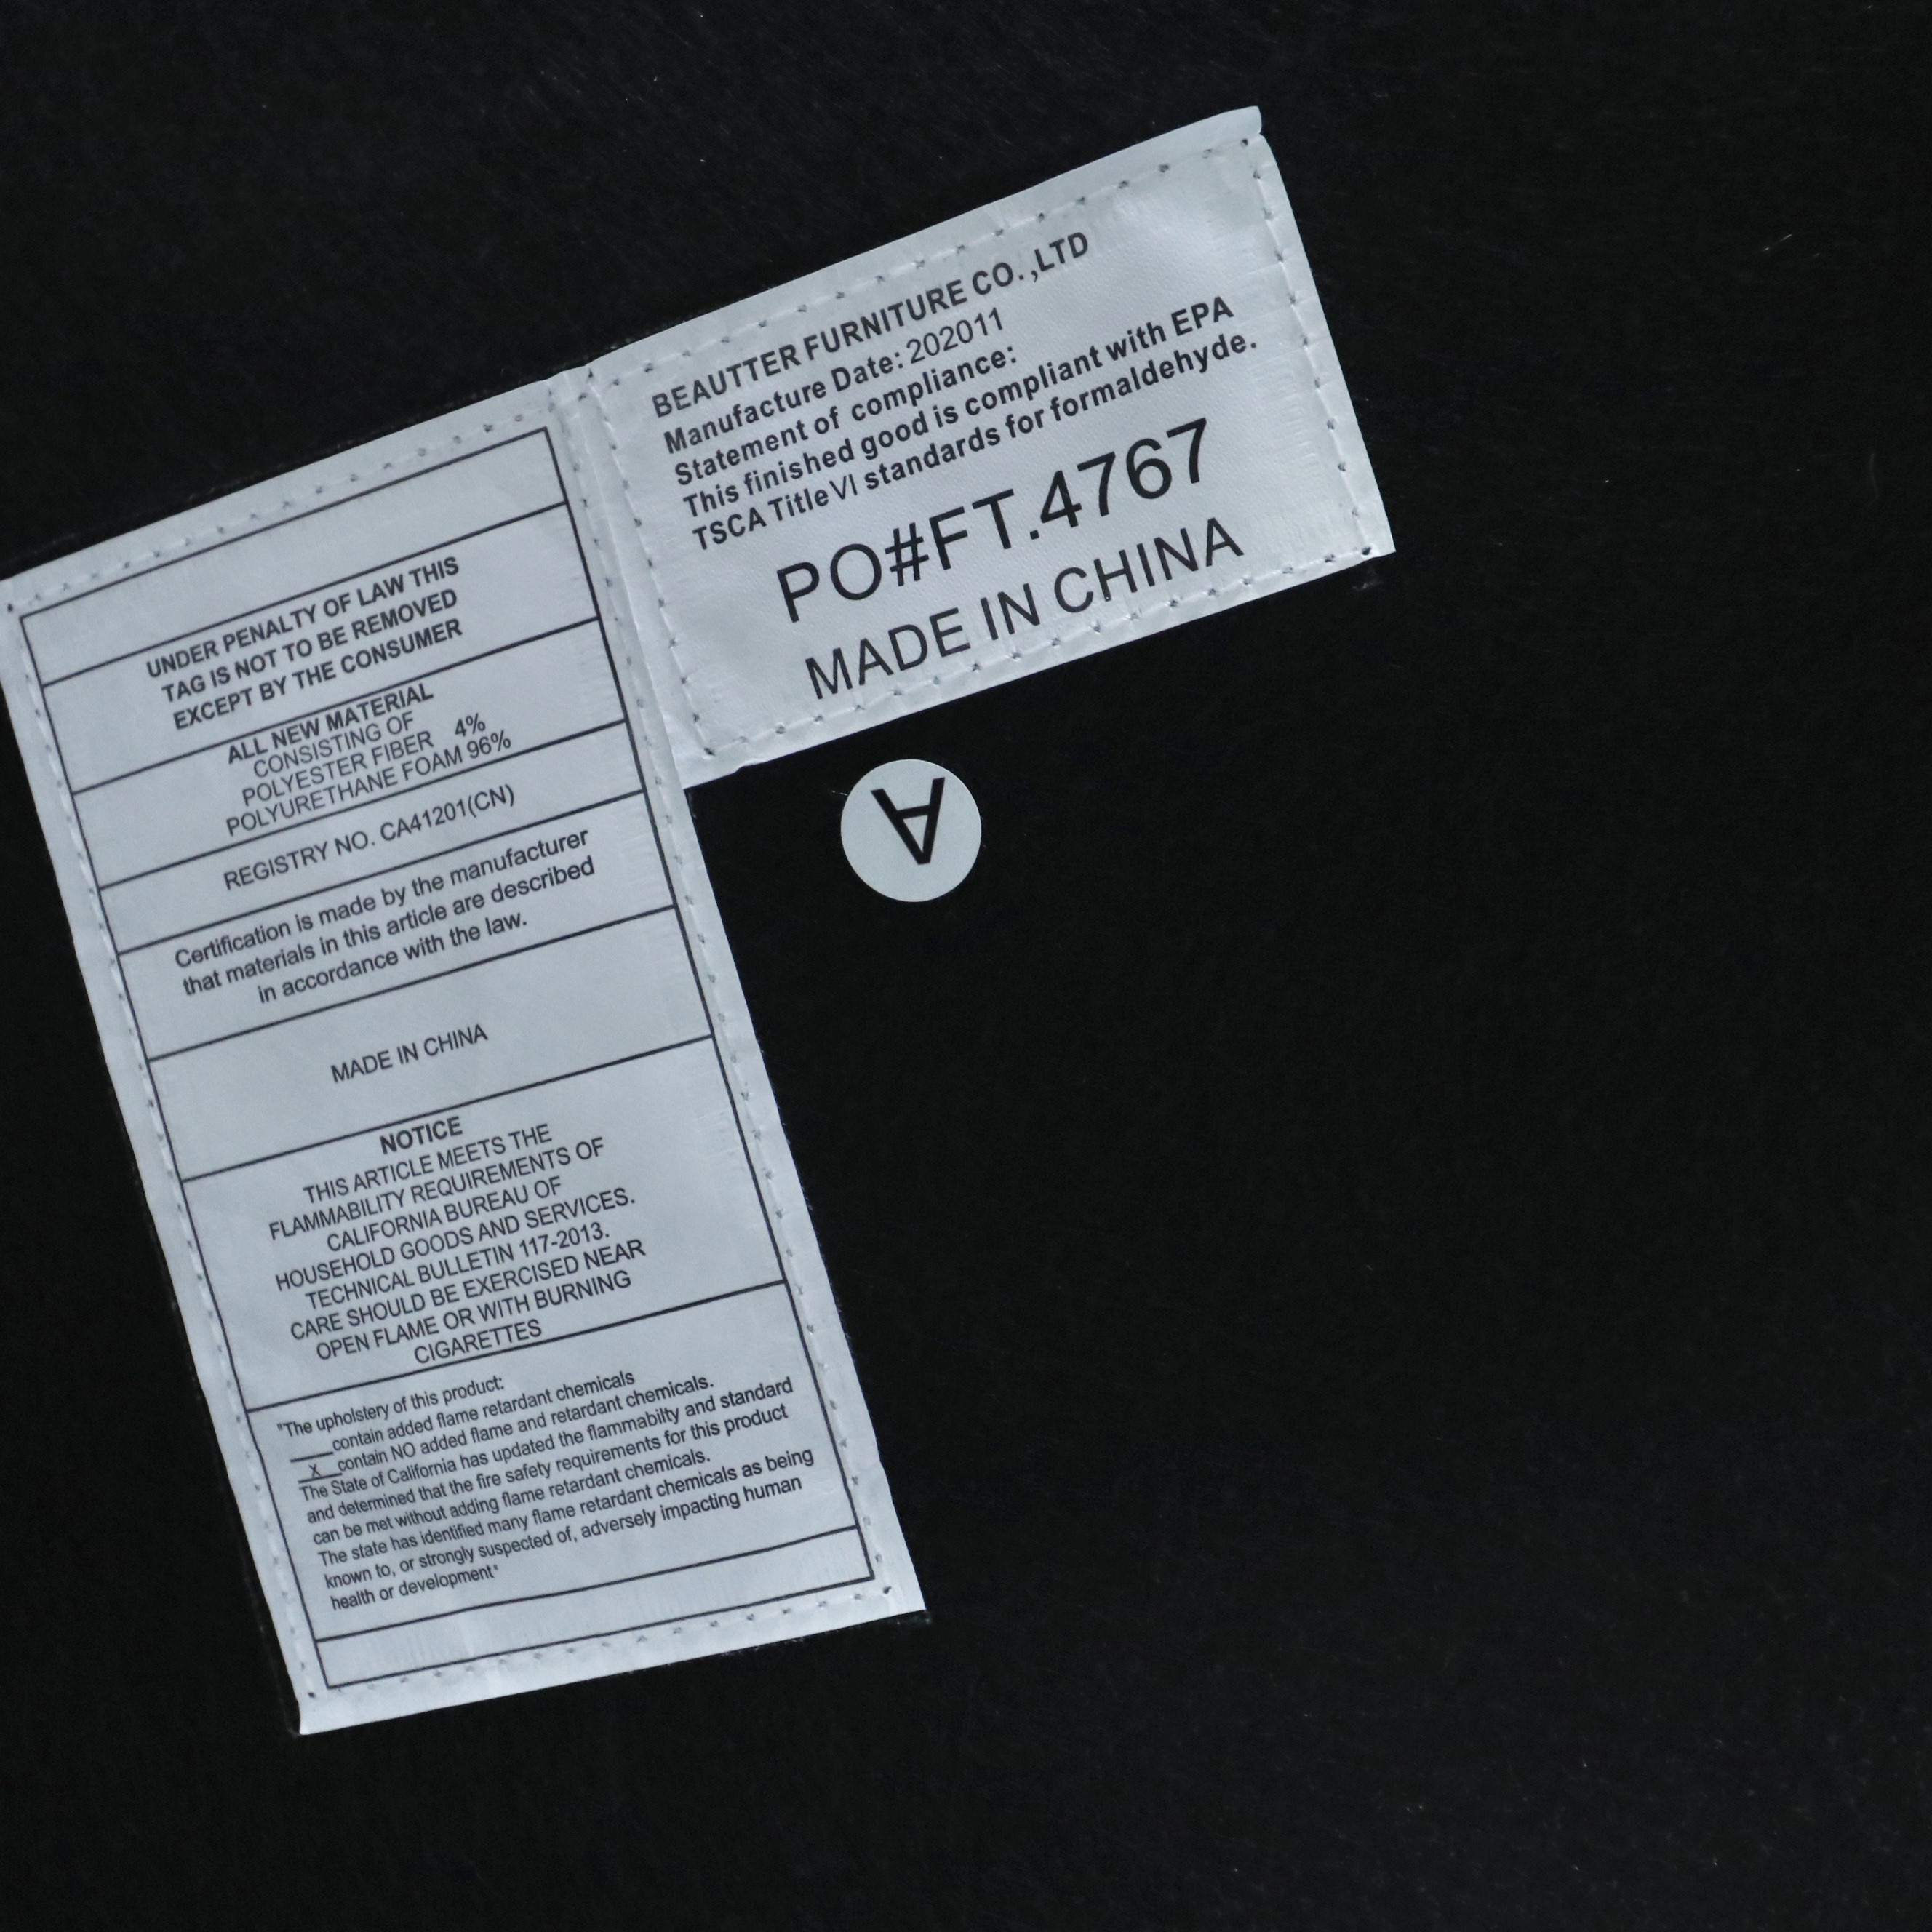 UNDER PENALTY OF LAW THIS
TAG IS NOT TO BE REMOVED
EXCEPT BY THE CONSUMER
ALL NEW MATERIAL
CONSISTING OF
POLYESTER FIBER 4%
POLYURETHANE FOAM 96%
REGISTRY NO. CA41201(CN)
Certification is made by the manufacturer
that materials in this article are described
in accordance with the law.
MADE IN CHINA
NOTICE
THIS ARTICLE MEETS THE
FLAMMABILITY REQUIREMENTS OF
CALIFORNIA BUREAU OF
HOUSEHOLD GOODS AND SERVICES.
TECHNICAL BULLETIN 117-2013.
CARE SHOULD BE EXERCISED NEAR
OPEN FLAME OR WITH BURNING
CIGARETTES
"The upholstery of this product:
___contain added flame retardant chemicals
_X_contain NO added flame and retardant chemicals.
The State of California has updated the flammabilty and standard
and determined that the fire safety requirements for this product
can be met without adding flame retardant chemicals.
The state has identified many flame retardant chemicals as being
known to, or strongly suspected of, adversely impacting human
health or development"
BEAUTTER FURNITURE CO.,LTD
Manufacture Date: 202011
Statement of compliance:
This finished good is compliant with EPA
TSCA Title VI standards for formaldehyde.
PO#FT.4767
MADE IN CHINA
A